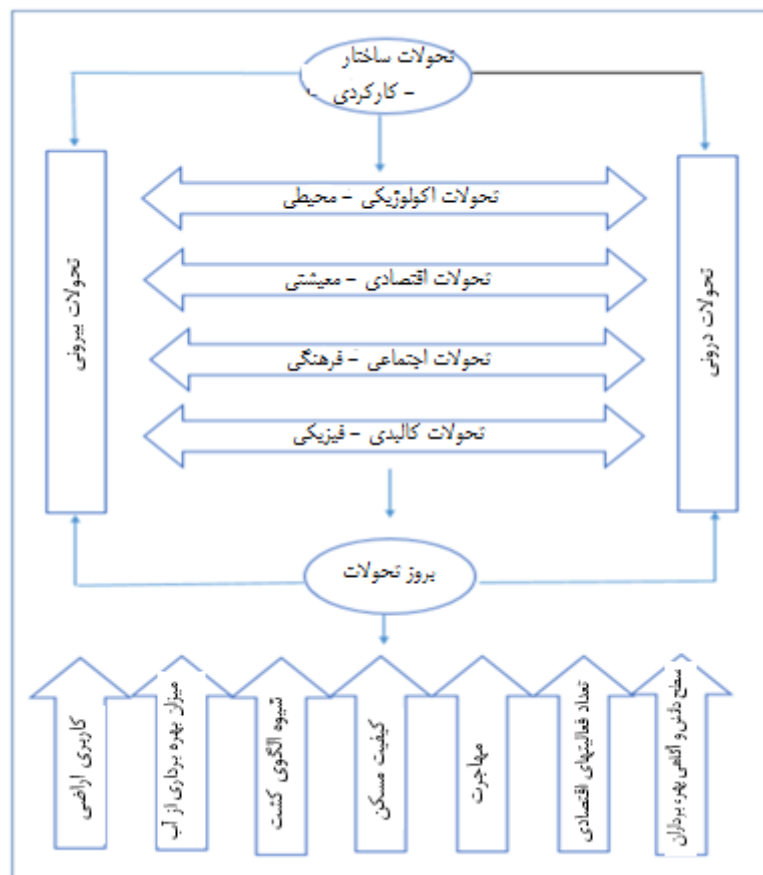 تحولات ساختار
- کارکردی -
تحولات درونی
تحولات بیرونی
تحولات اکولوژیکی - محیطی
تحولات اقتصادی - معیشتی
تحولات اجتماعی - فرهنگی
تحولات کالبدی - فیزیکی
بروز تحولات
سطح دانش و آگاهی بهره برداران
تعداد فعالیتهای اقتصادی
مهاجرت
کیفیت مسکن
شیوه الگوی کشت
میزان بهره برداری از آب
کاربری اراضی